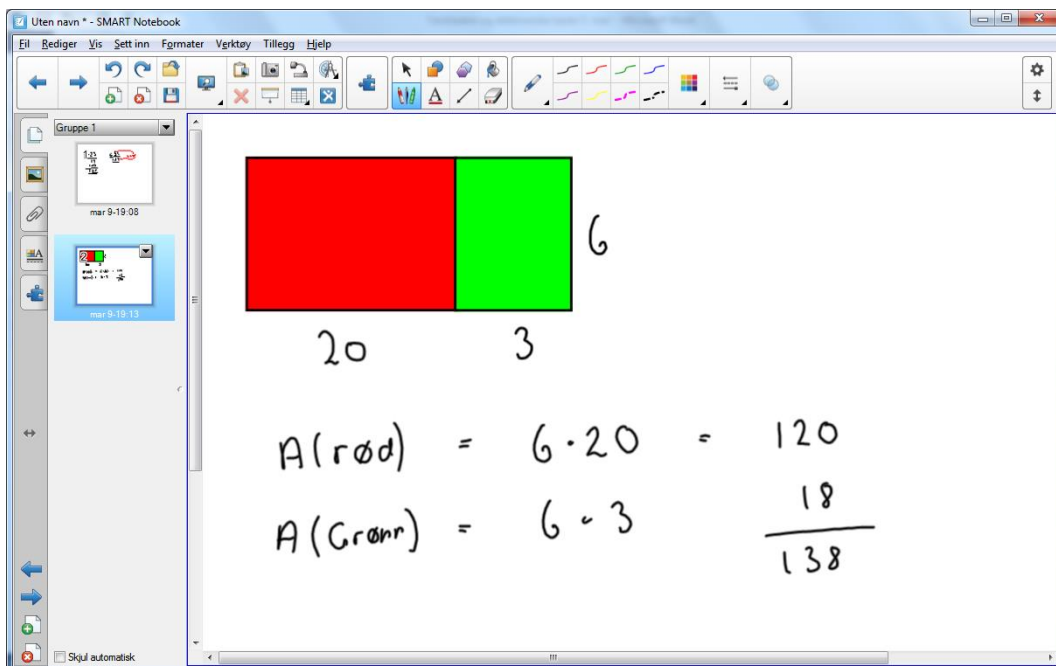 Uten navn * - SMART Notebook
Fil Rediger Vis Sett inn Formater Verktøy Tillegg Hjelp
Gruppe 1
mar 9-19:08
mar 9-19:13
Skjul automatisk
6
20 3
A(rød) = 6 · 20 = 120
A(Grønn) = 6 · 3 18
138